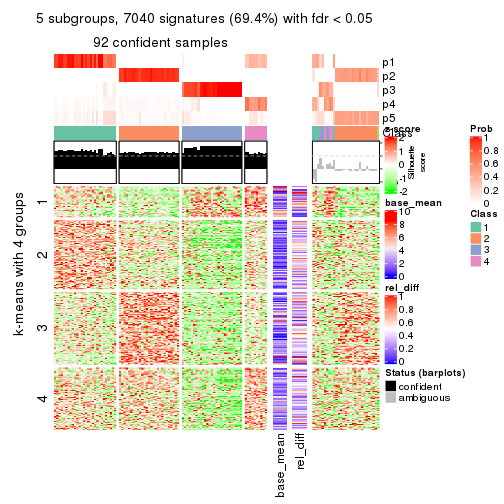 5 subgroups, 7040 signatures (69.4%) with fdr < 0.05
92 confident samples
p1
p2
p3
p4
p5
Class
Silhouette
score
k-means with 4 groups
1
2
3
4
base_mean
rel_diff
z-score
2
1
0
-1
-2
base_mean
10
8
6
4
2
0
rel_diff
1
0.8
0.6
0.4
0.2
0
Status (barplots)
confident
ambiguous
Prob
1
0.8
0.6
0.4
0.2
0
Class
1
2
3
4